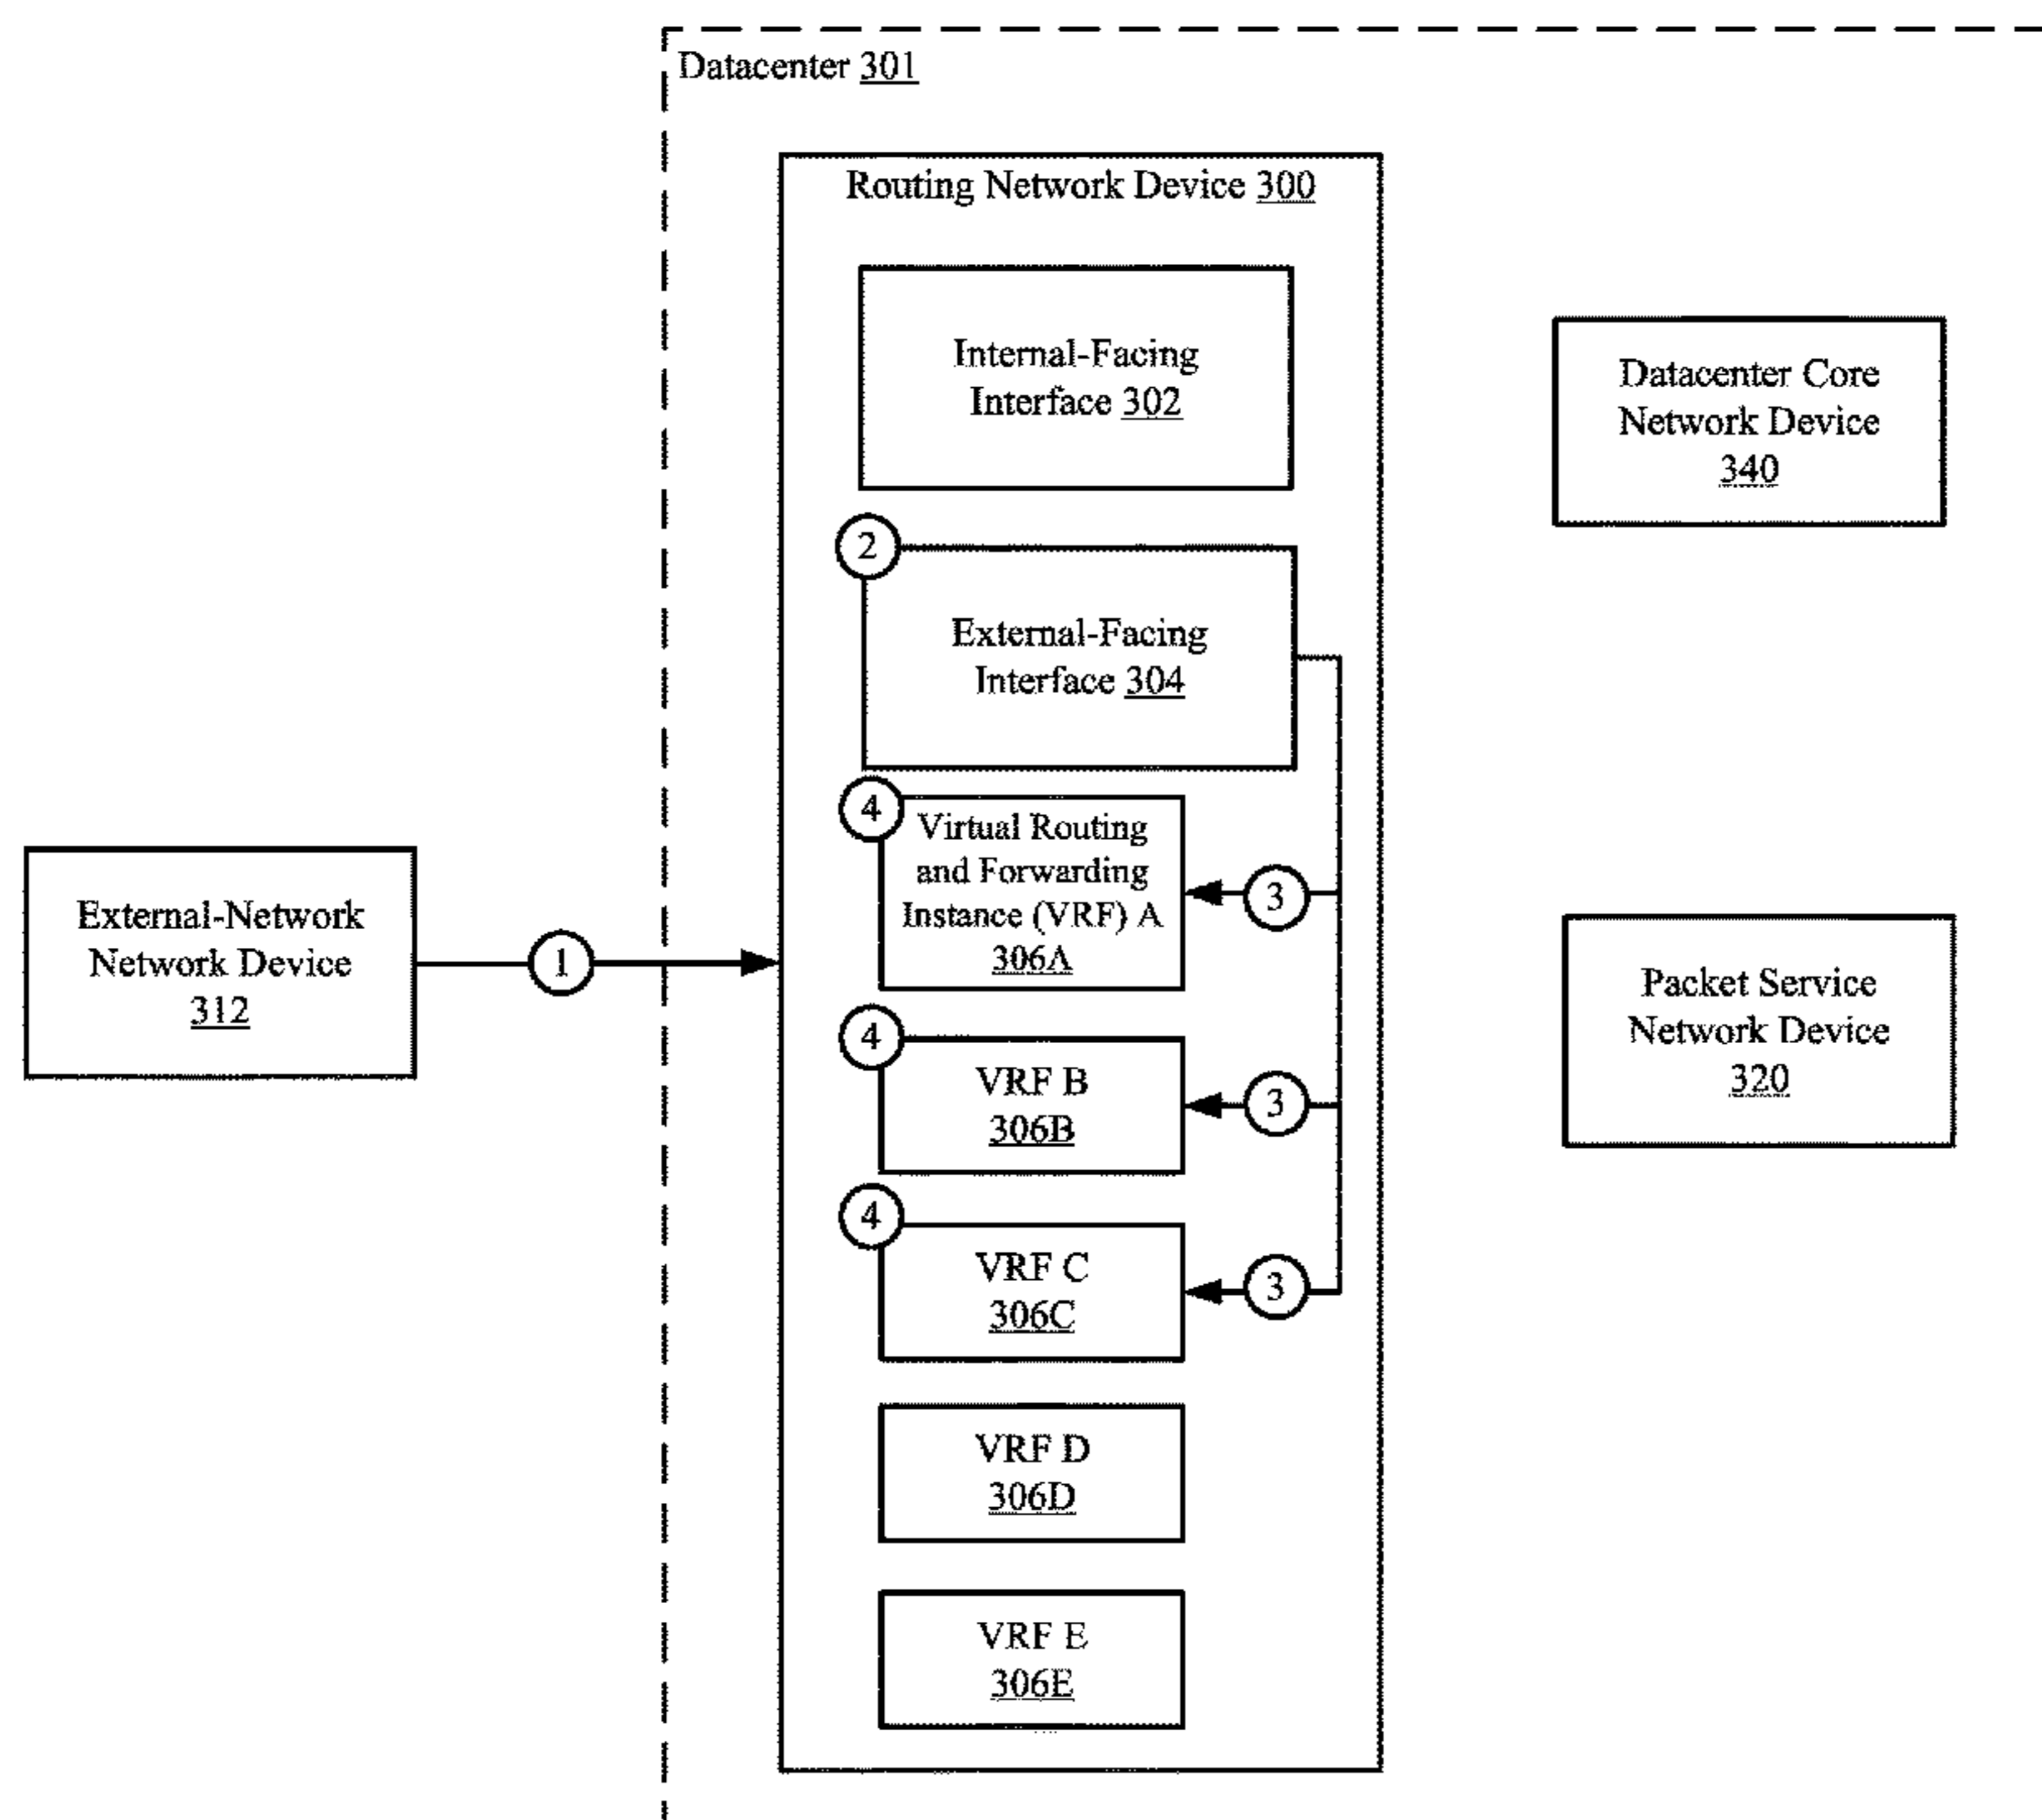 Datacenter 301
Routing Network Device 300
Internal-Facing
Interface 302
Datacenter Core
Network Device
340
2
External-Facing
Interface 304
4
Virtual Routing
and Forwarding
Instance (VRF) A
306A
3
External-Network
Network Device
312
1
Packet Service
Network Device
320
4
VRF B
306B
3
4
VRF C
306C
3
VRF D
306D
VRF E
306E